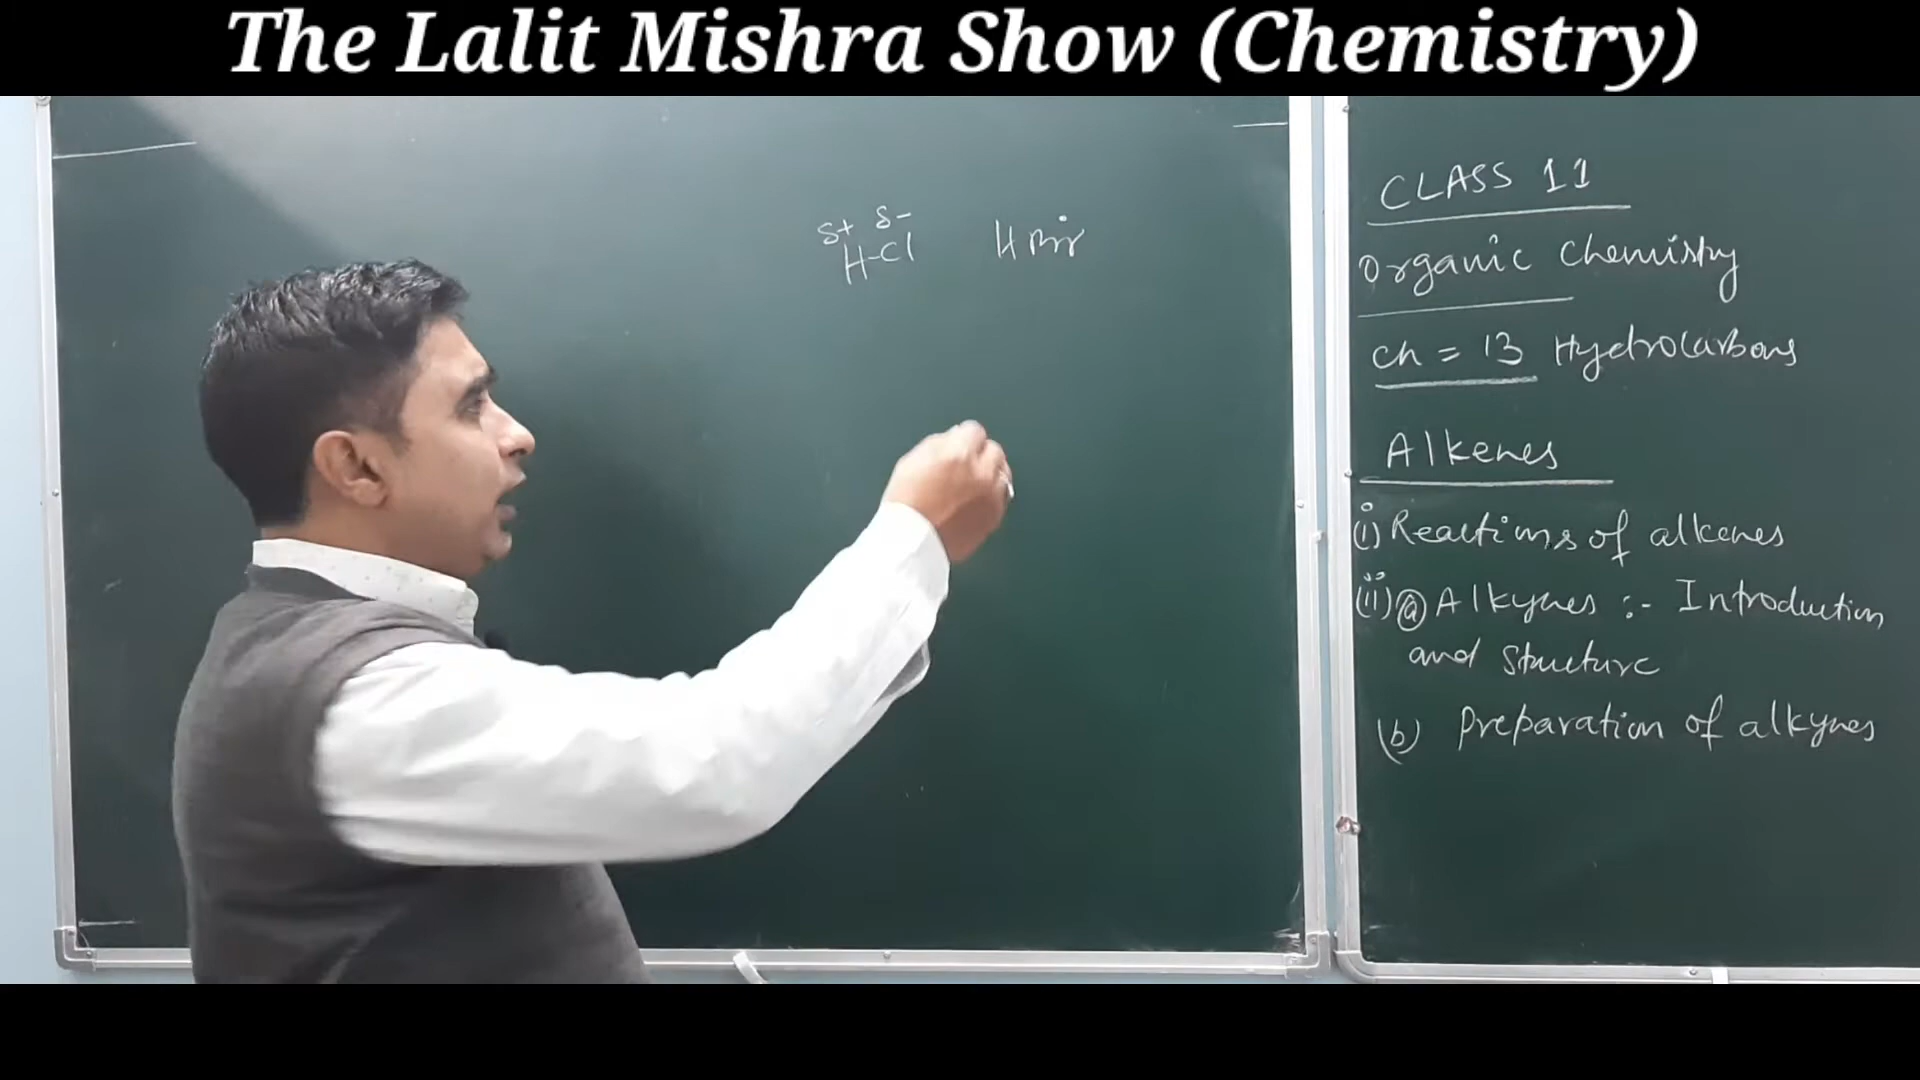 The Lalit Mishra Show (Chemistry)
δ+ δ-
H-Cl HBr
CLASS 11
Organic Chemistry
Ch = 13 Hydrocarbons
Alkenes
(i) Reactions of alkenes
(ii) (a) Alkynes :- Introduction
and Structure
(b) Preparation of alkynes